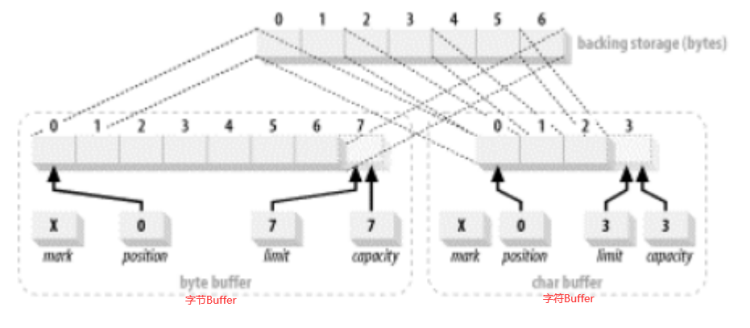 0 1 2 3 4 5 6
backing storage (bytes)
0 1 2 3 4 5 6 7
0 1 2 3
X 0 7 7
mark position limit capacity
X 0 3 3
mark position limit capacity
byte buffer
字节Buffer
char buffer
字符Buffer